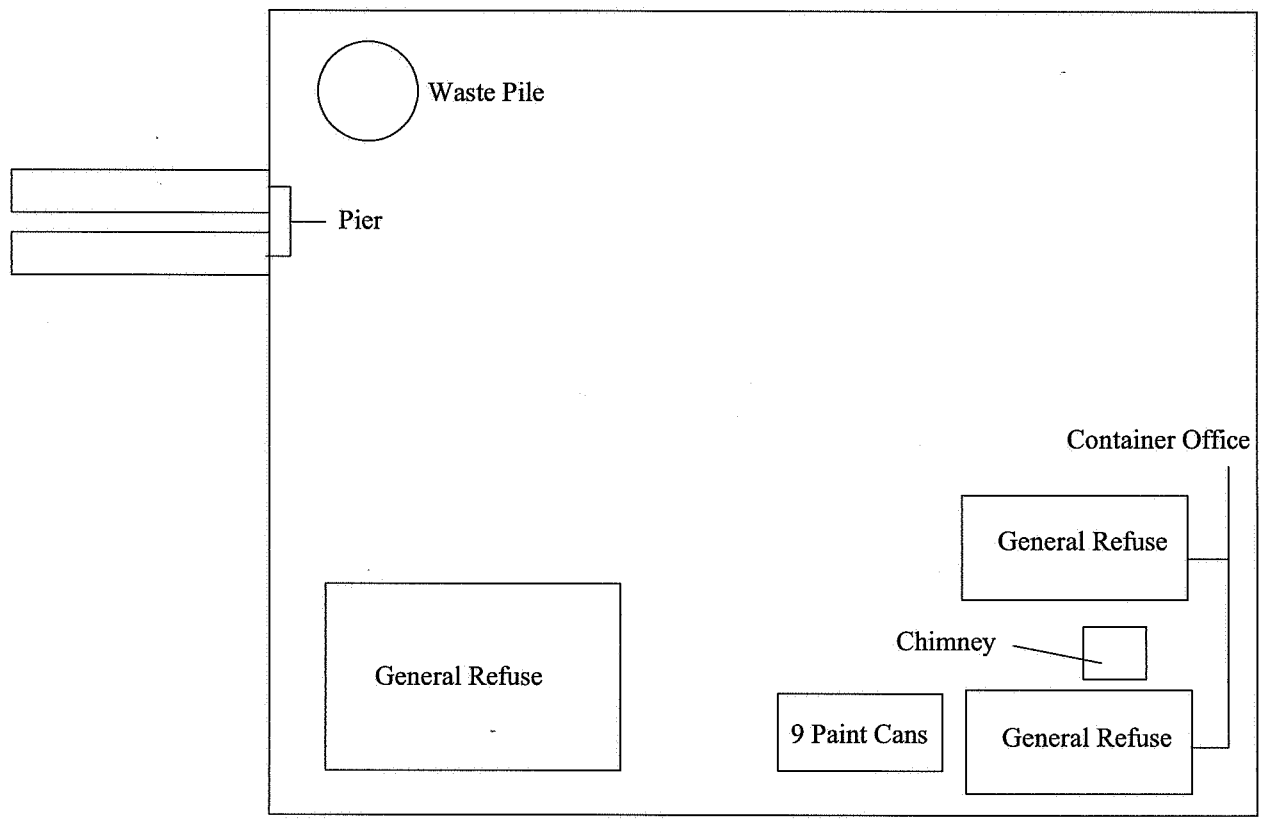 Waste Pile
Pier
Container Office
General Refuse
Chimney
General Refuse
9 Paint Cans
General Refuse